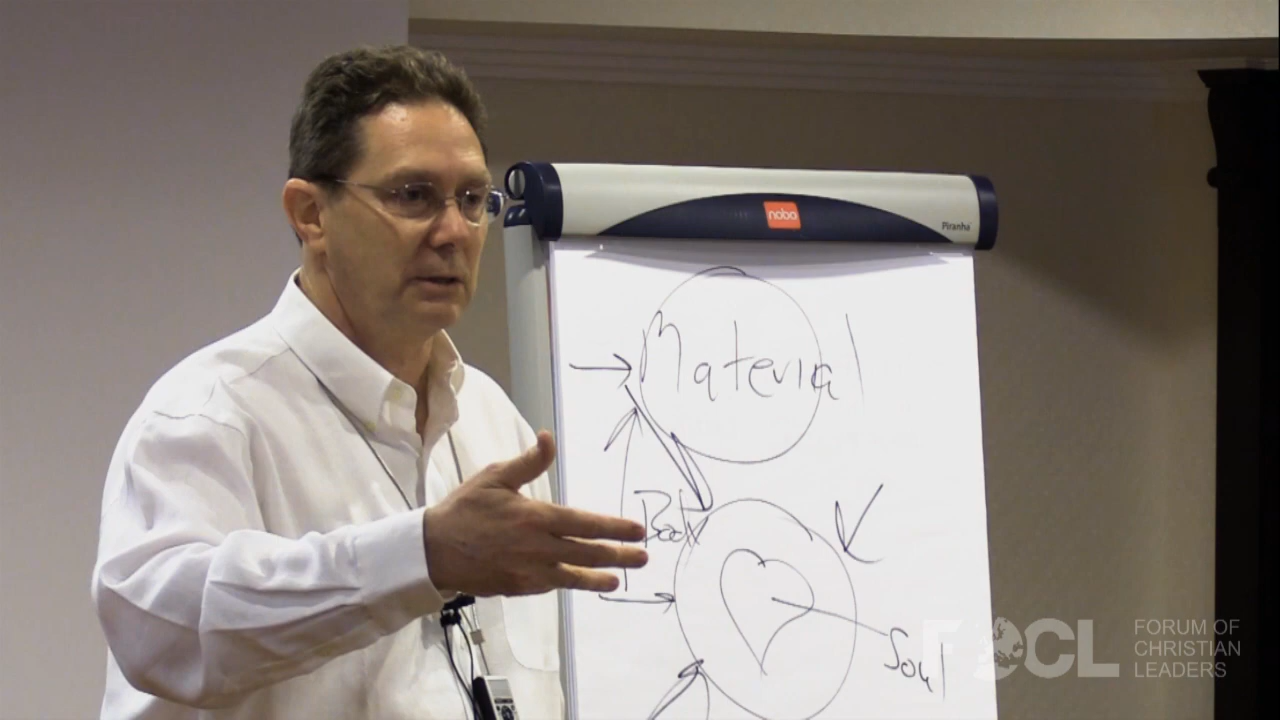 nobo
Piranha
Material
Body
Soul
FOCL
FORUM OF
CHRISTIAN
LEADERS